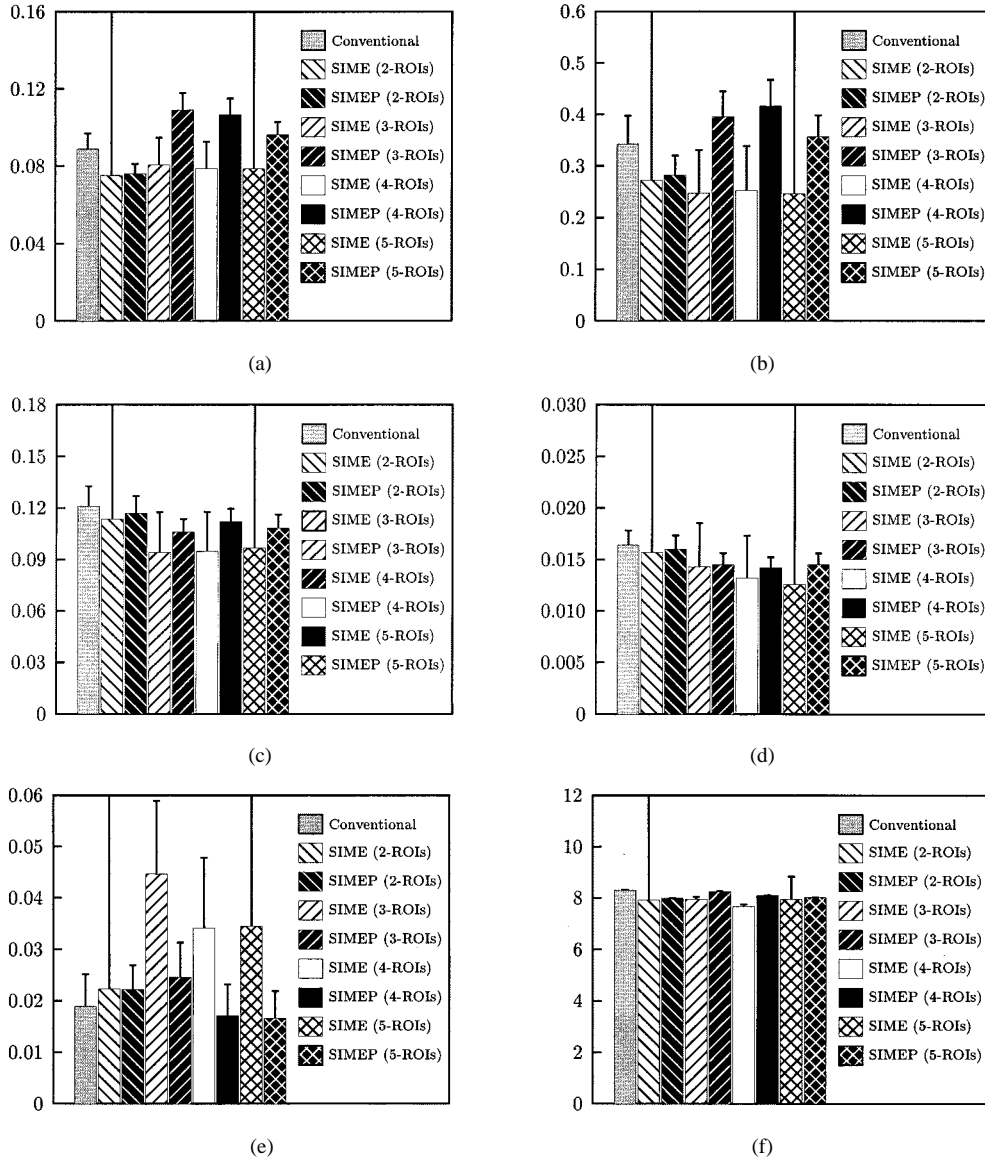 0.16
0.12
0.08
0.04
0
Conventional
SIME (2-ROIs)
SIMEP (2-ROIs)
SIME (3-ROIs)
SIMEP (3-ROIs)
SIME (4-ROIs)
SIMEP (4-ROIs)
SIME (5-ROIs)
SIMEP (5-ROIs)
(a)
0.6
0.5
0.4
0.3
0.2
0.1
0
Conventional
SIME (2-ROIs)
SIMEP (2-ROIs)
SIME (3-ROIs)
SIMEP (3-ROIs)
SIME (4-ROIs)
SIMEP (4-ROIs)
SIME (5-ROIs)
SIMEP (5-ROIs)
(b)
0.18
0.15
0.12
0.09
0.06
0.03
0
Conventional
SIME (2-ROIs)
SIMEP (2-ROIs)
SIME (3-ROIs)
SIMEP (3-ROIs)
SIME (4-ROIs)
SIMEP (4-ROIs)
SIME (5-ROIs)
SIMEP (5-ROIs)
(c)
0.030
0.025
0.020
0.015
0.010
0.005
0
Conventional
SIME (2-ROIs)
SIMEP (2-ROIs)
SIME (3-ROIs)
SIMEP (3-ROIs)
SIME (4-ROIs)
SIMEP (4-ROIs)
SIME (5-ROIs)
SIMEP (5-ROIs)
(d)
0.06
0.05
0.04
0.03
0.02
0.01
0
Conventional
SIME (2-ROIs)
SIMEP (2-ROIs)
SIME (3-ROIs)
SIMEP (3-ROIs)
SIME (4-ROIs)
SIMEP (4-ROIs)
SIME (5-ROIs)
SIMEP (5-ROIs)
(e)
12
10
8
6
4
2
0
Conventional
SIME (2-ROIs)
SIMEP (2-ROIs)
SIME (3-ROIs)
SIMEP (3-ROIs)
SIME (4-ROIs)
SIMEP (4-ROIs)
SIME (5-ROIs)
SIMEP (5-ROIs)
(f)